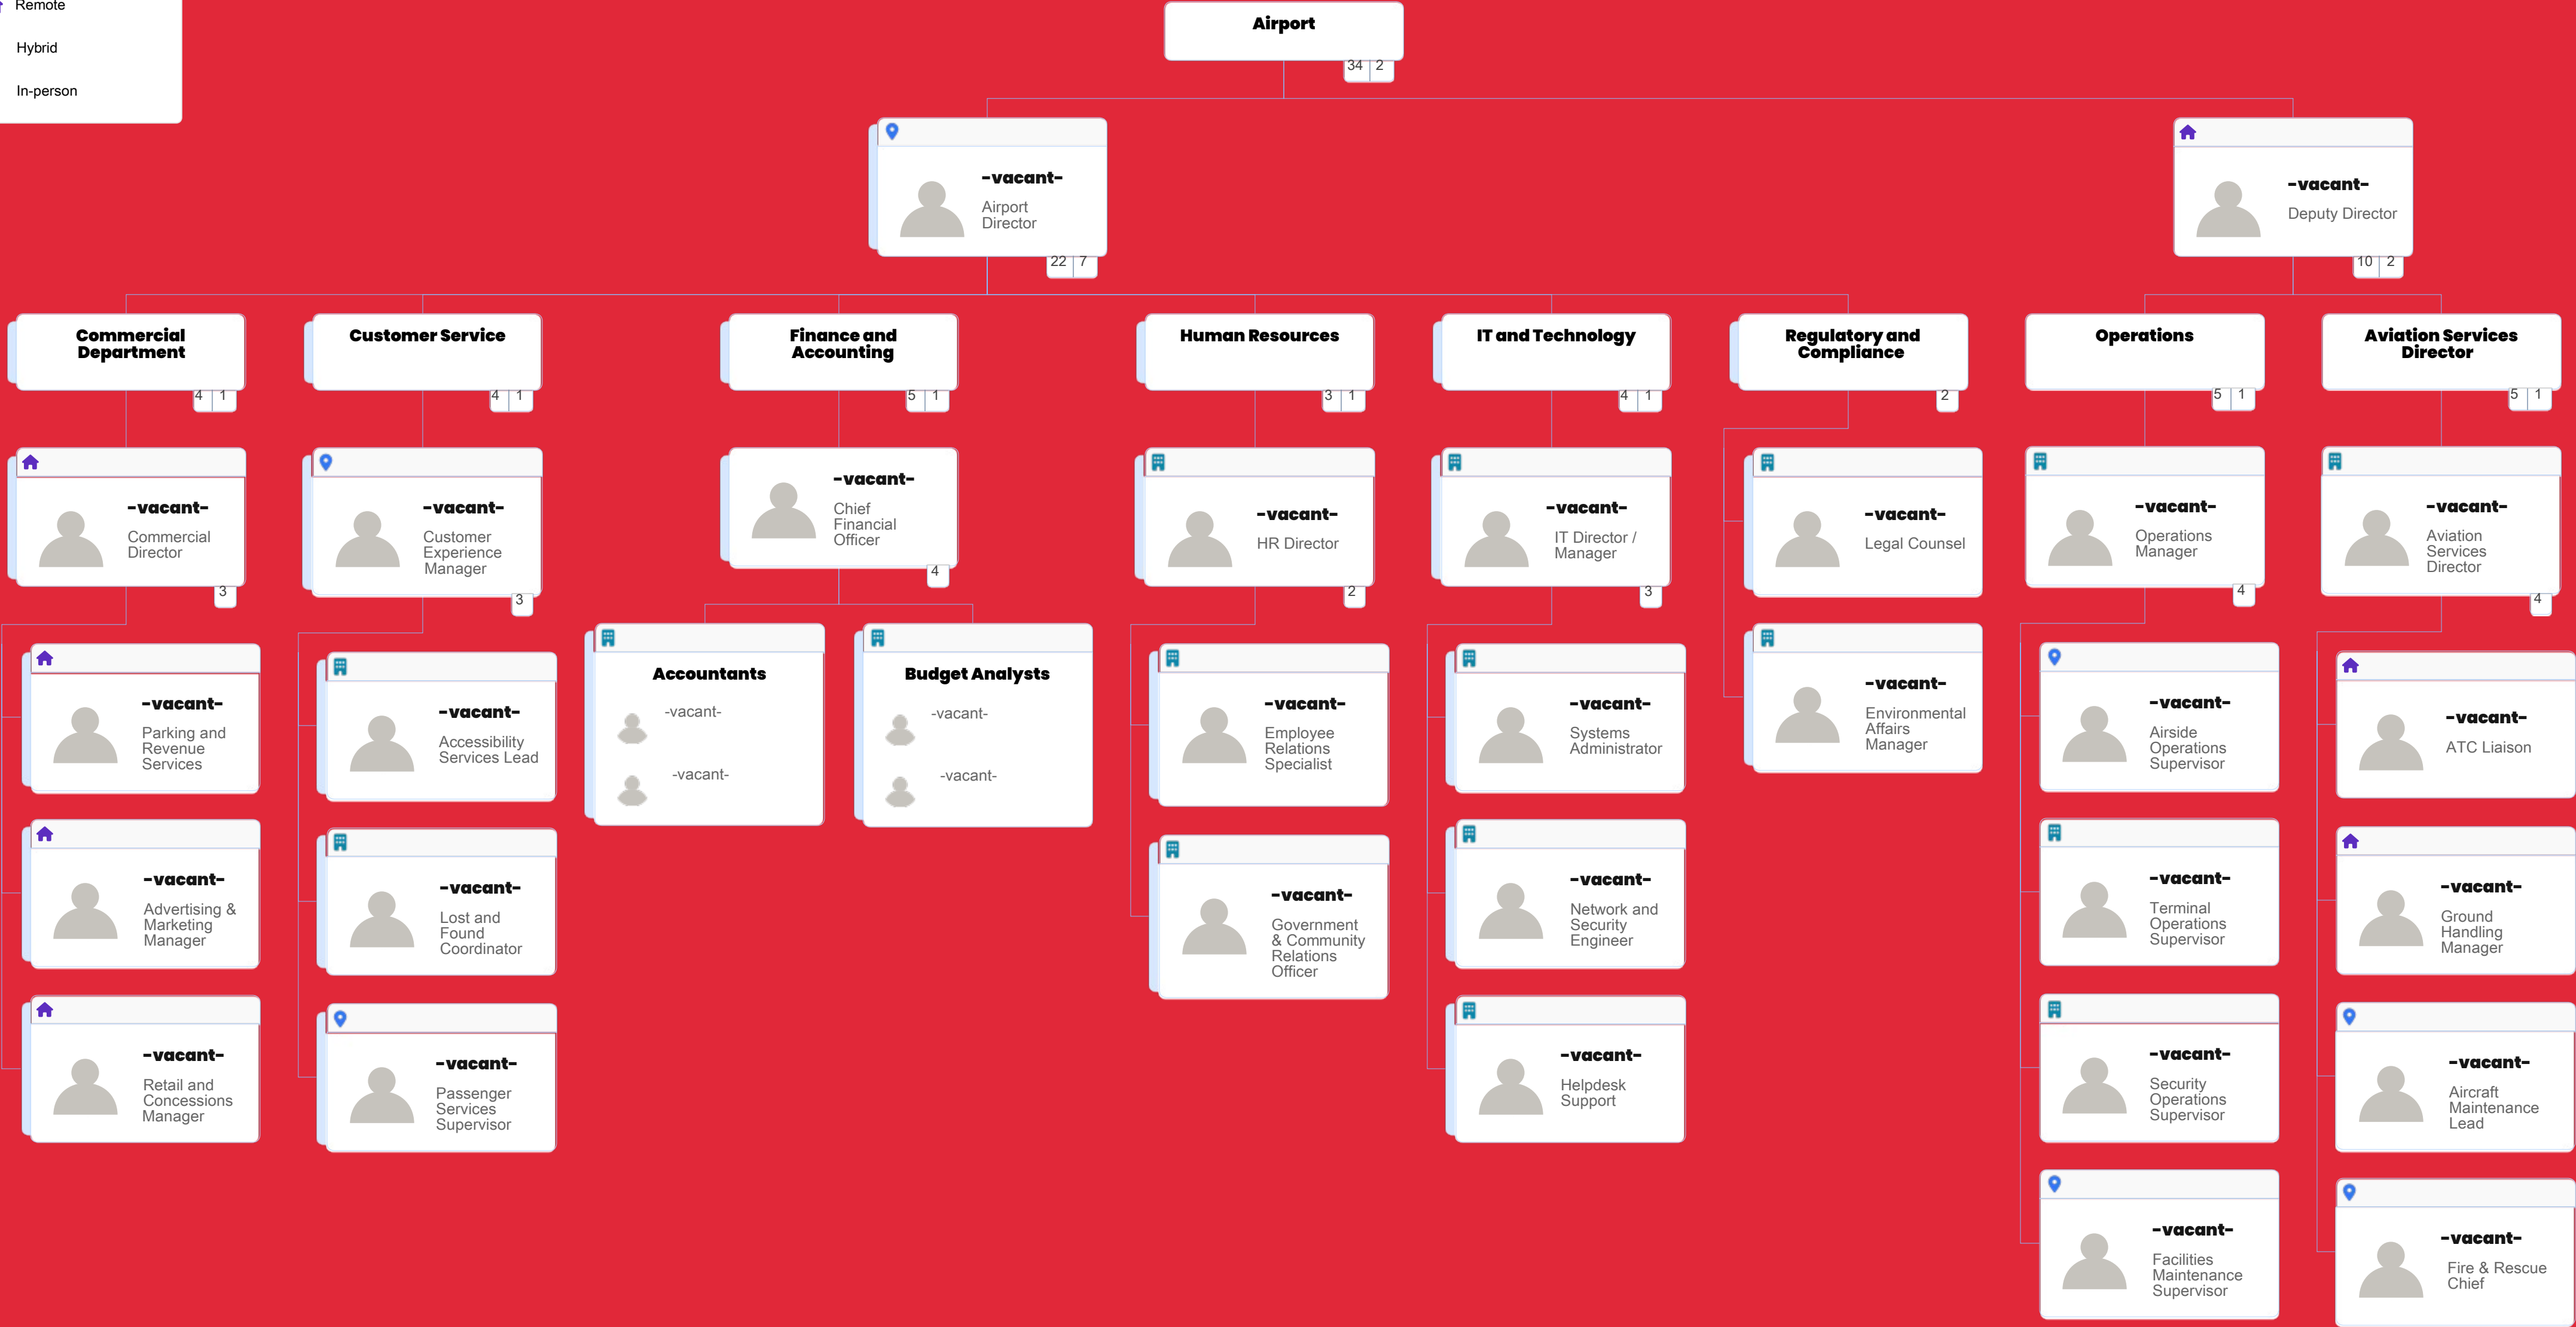 Remote
Hybrid
In-person
Airport
34 2
-vacant-
Airport
Director
22 7
-vacant-
Deputy Director
10 2
Commercial
Department
4 1
Customer Service
4 1
Finance and
Accounting
5 1
Human Resources
3 1
IT and Technology
4 1
Regulatory and
Compliance
2
Operations
5 1
Aviation Services
Director
5 1
-vacant-
Commercial
Director
3
-vacant-
Customer
Experience
Manager
3
-vacant-
Chief
Financial
Officer
4
-vacant-
HR Director
2
-vacant-
IT Director /
Manager
3
-vacant-
Legal Counsel
-vacant-
Operations
Manager
4
-vacant-
Aviation
Services
Director
4
-vacant-
Parking and
Revenue
Services
-vacant-
Advertising &
Marketing
Manager
-vacant-
Retail and
Concessions
Manager
-vacant-
Accessibility
Services Lead
-vacant-
Lost and
Found
Coordinator
-vacant-
Passenger
Services
Supervisor
Accountants
-vacant-
-vacant-
Budget Analysts
-vacant-
-vacant-
-vacant-
Employee
Relations
Specialist
-vacant-
Government
& Community
Relations
Officer
-vacant-
Systems
Administrator
-vacant-
Network and
Security
Engineer
-vacant-
Helpdesk
Support
-vacant-
Environmental
Affairs
Manager
-vacant-
Airside
Operations
Supervisor
-vacant-
Terminal
Operations
Supervisor
-vacant-
Security
Operations
Supervisor
-vacant-
Facilities
Maintenance
Supervisor
-vacant-
ATC Liaison
-vacant-
Ground
Handling
Manager
-vacant-
Aircraft
Maintenance
Lead
-vacant-
Fire & Rescue
Chief